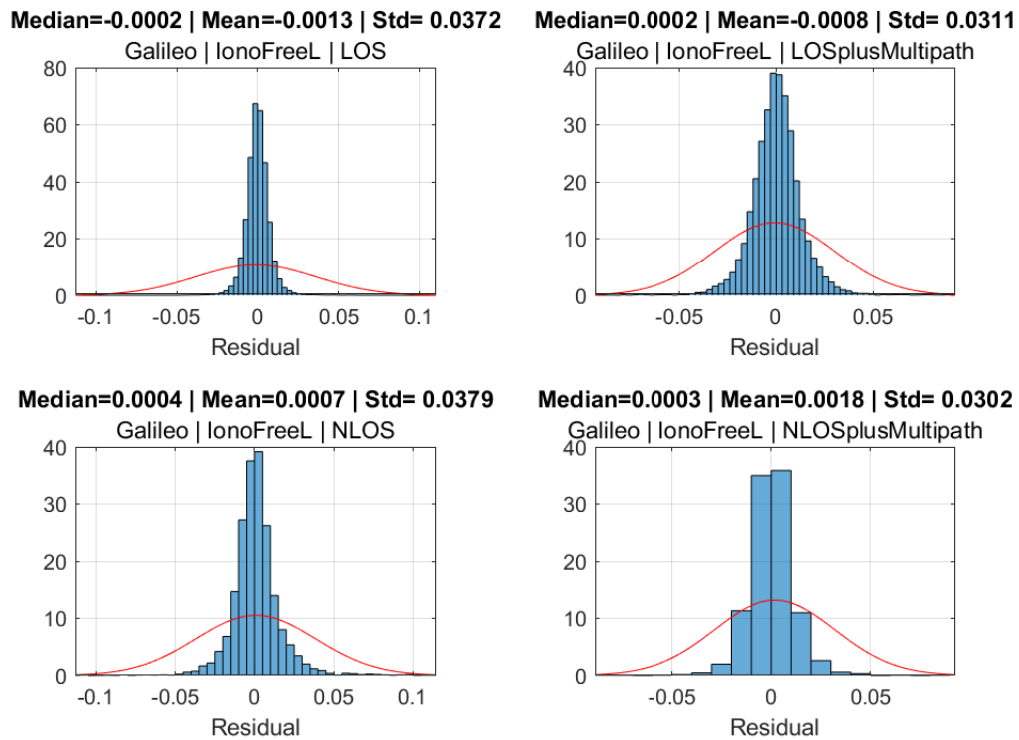 Median=-0.0002 | Mean=-0.0013 | Std= 0.0372
Galileo | IonoFreeL | LOS
80
60
40
20
0
-0.1 -0.05 0 0.05 0.1
Residual
Median=0.0002 | Mean=-0.0008 | Std= 0.0311
Galileo | IonoFreeL | LOSplusMultipath
40
30
20
10
0
-0.05 0 0.05
Residual
Median=0.0004 | Mean=0.0007 | Std= 0.0379
Galileo | IonoFreeL | NLOS
40
30
20
10
0
-0.1 -0.05 0 0.05 0.1
Residual
Median=0.0003 | Mean=0.0018 | Std= 0.0302
Galileo | IonoFreeL | NLOSplusMultipath
40
30
20
10
0
-0.05 0 0.05
Residual